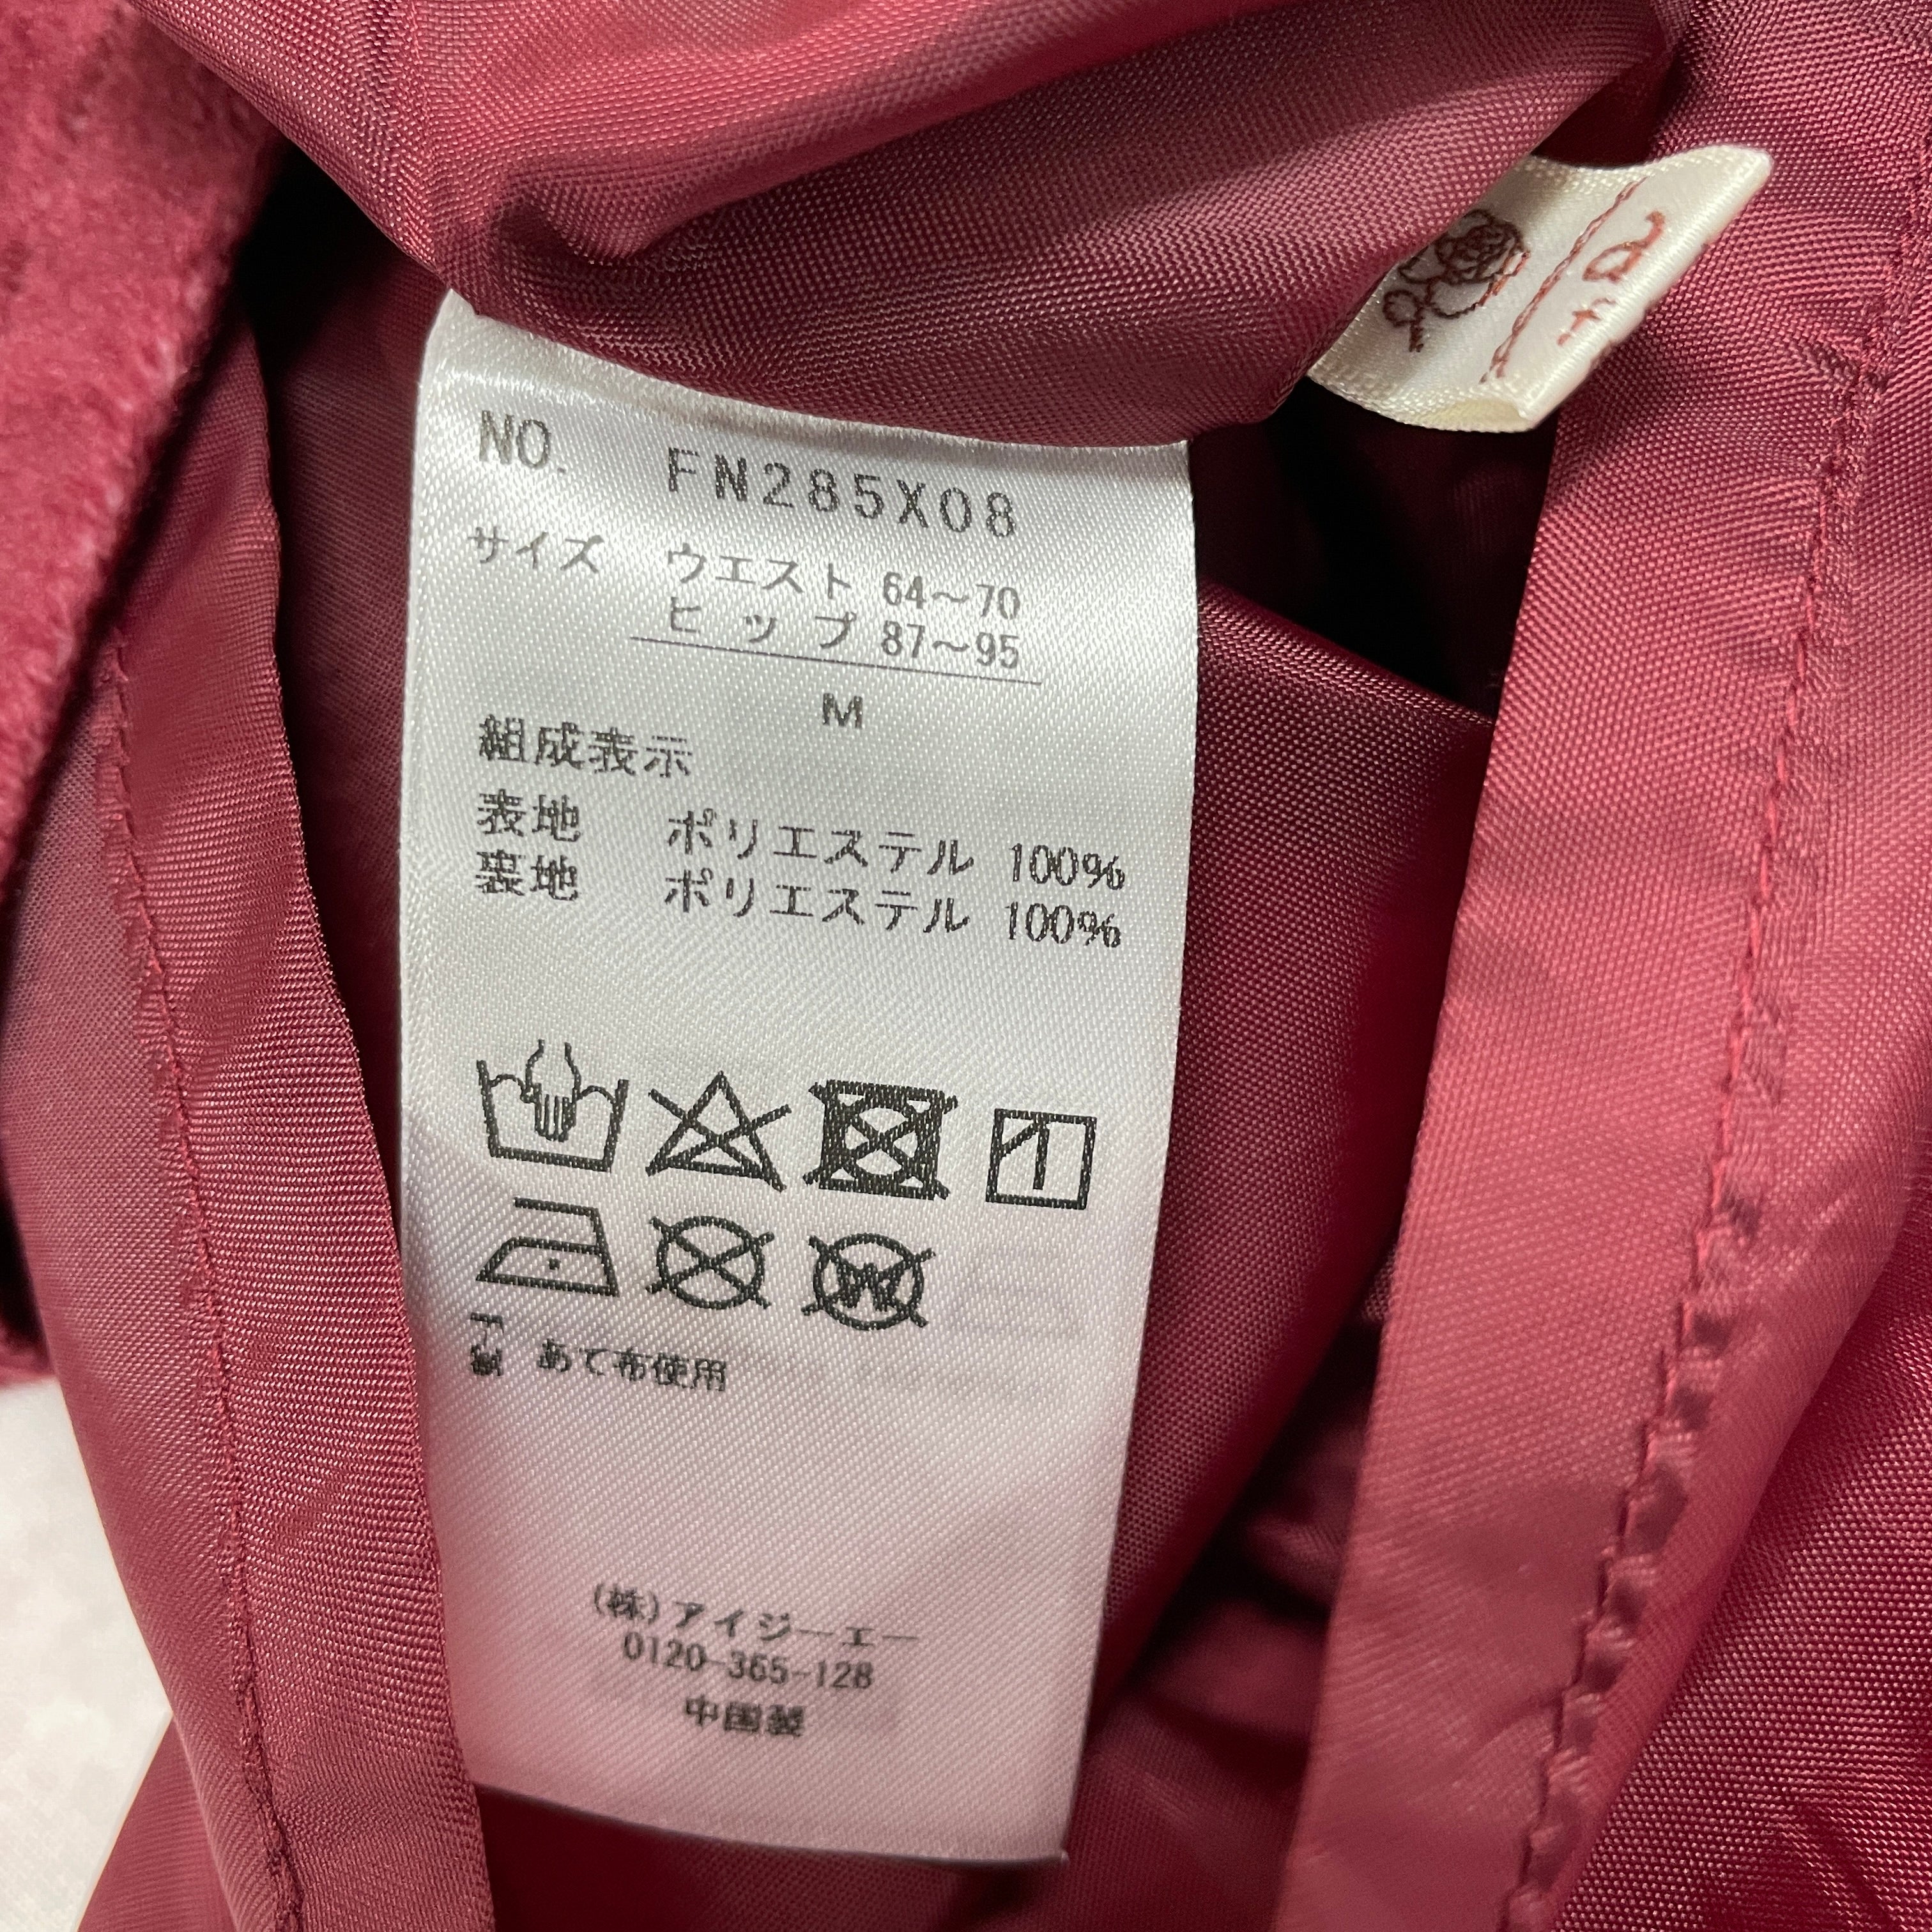 NO. FN285X08
サイズ ウエスト 64～70
ヒップ 87～95
M
組成表示
表地 ポリエステル 100%
裏地 ポリエステル 100%
W
あて布使用
(株)アイジーエー
0120-365-128
中国製
a